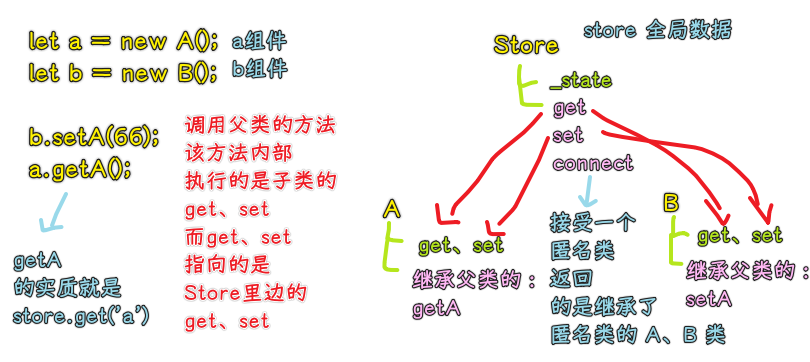 let a = new A(); a组件
let b = new B(); b组件
b.setA(66);
a.getA();
getA
的实质就是
store.get('a')
调用父类的方法
该方法内部
执行的是子类的
get、set
而get、set
指向的是
Store里边的
get、set
store 全局数据
Store
_state
get
set
connect
A
get、set
继承父类的：
getA
接受一个
匿名类
返回
的是继承了
匿名类的 A、B 类
B
get、set
继承父类的：
setA